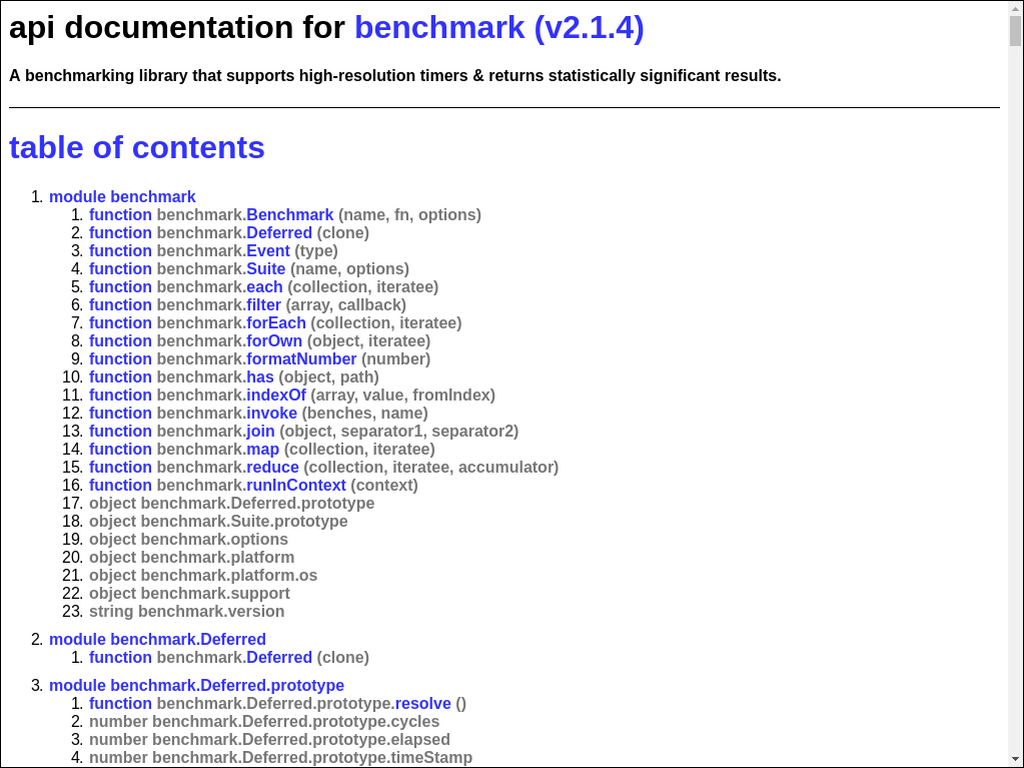 api documentation for benchmark (v2.1.4)
A benchmarking library that supports high-resolution timers & returns statistically significant results.
table of contents
1. module benchmark
1. function benchmark.Benchmark (name, fn, options)
2. function benchmark.Deferred (clone)
3. function benchmark.Event (type)
4. function benchmark.Suite (name, options)
5. function benchmark.each (collection, iteratee)
6. function benchmark.filter (array, callback)
7. function benchmark.forEach (collection, iteratee)
8. function benchmark.forOwn (object, iteratee)
9. function benchmark.formatNumber (number)
10. function benchmark.has (object, path)
11. function benchmark.indexOf (array, value, fromIndex)
12. function benchmark.invoke (benches, name)
13. function benchmark.join (object, separator1, separator2)
14. function benchmark.map (collection, iteratee)
15. function benchmark.reduce (collection, iteratee, accumulator)
16. function benchmark.runInContext (context)
17. object benchmark.Deferred.prototype
18. object benchmark.Suite.prototype
19. object benchmark.options
20. object benchmark.platform
21. object benchmark.platform.os
22. object benchmark.support
23. string benchmark.version
2. module benchmark.Deferred
1. function benchmark.Deferred (clone)
3. module benchmark.Deferred.prototype
1. function benchmark.Deferred.prototype.resolve ()
2. number benchmark.Deferred.prototype.cycles
3. number benchmark.Deferred.prototype.elapsed
4. number benchmark.Deferred.prototype.timeStamp